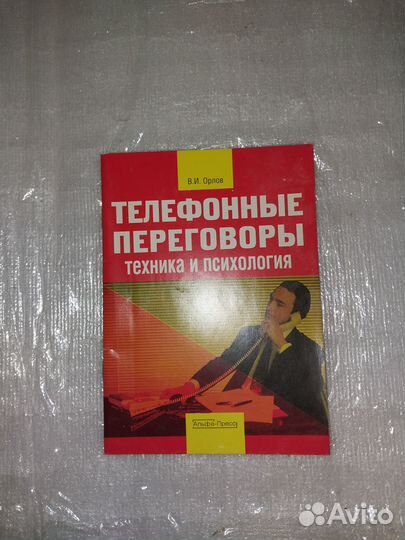 В.И. Орлов
ТЕЛЕФОННЫЕ
ПЕРЕГОВОРЫ
техника и психология
Альфа-Пресс
Avito